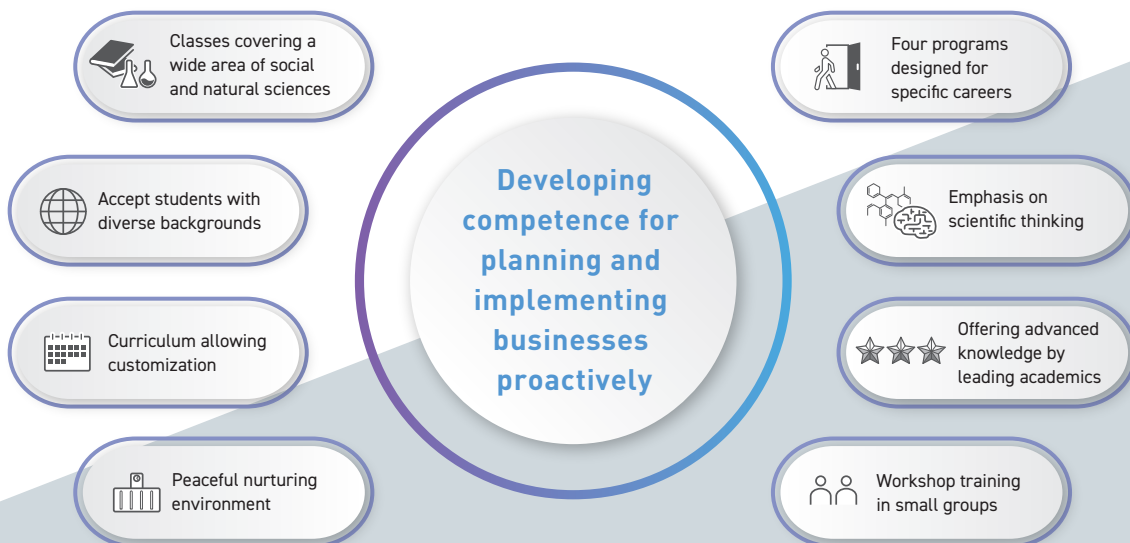 Classes covering a
wide area of social
and natural sciences
Accept students with
diverse backgrounds
Curriculum allowing
customization
Peaceful nurturing
environment
Developing
competence for
planning and
implementing
businesses
proactively
Four programs
designed for
specific careers
Emphasis on
scientific thinking
Offering advanced
knowledge by
leading academics
Workshop training
in small groups